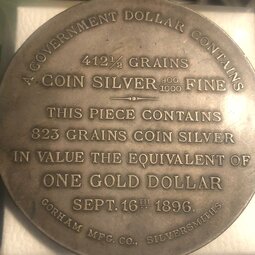 A GOVERNMENT DOLLAR CONTAINS
412½ GRAINS
COIN SILVER 900/1000 FINE
THIS PIECE CONTAINS
823 GRAINS COIN SILVER
IN VALUE THE EQUIVALENT OF
ONE GOLD DOLLAR
SEPT. 16TH 1896.
GORHAM MFG. CO., SILVERSMITHS.